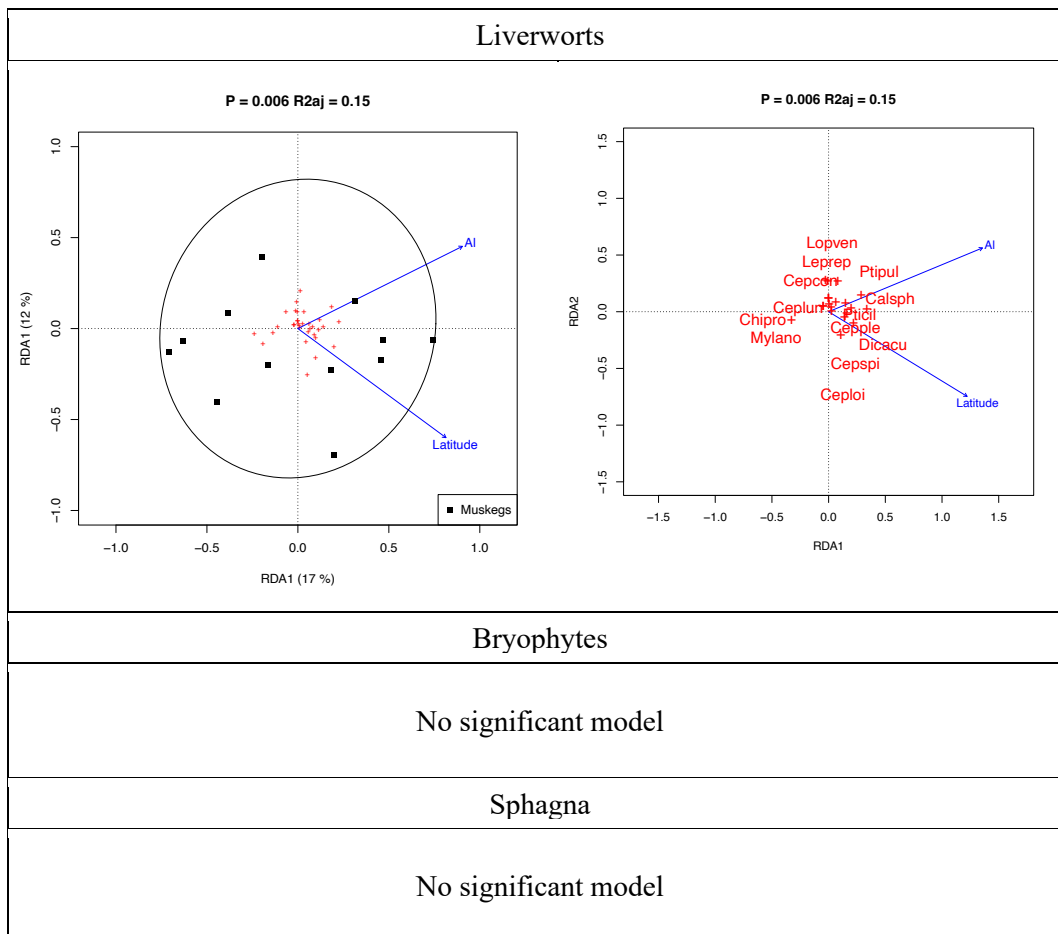 Liverworts
P = 0.006 R2aj = 0.15
RDA1 (12 %)
1.0
0.5
0.0
−0.5
−1.0
Al
Latitude
Muskegs
−1.0 −0.5 0.0 0.5 1.0
RDA1 (17 %)
P = 0.006 R2aj = 0.15
RDA2
1.5
1.0
0.5
0.0
−0.5
−1.0
−1.5
Lopven
Leprep
Ptipul
Cepcon
Al
Calsph
Ceplun
Pticil
Chipro
Cepple
Mylano
Dicacu
Cepspi
Ceploi
Latitude
−1.5 −1.0 −0.5 0.0 0.5 1.0 1.5
RDA1
Bryophytes
No significant model
Sphagna
No significant model